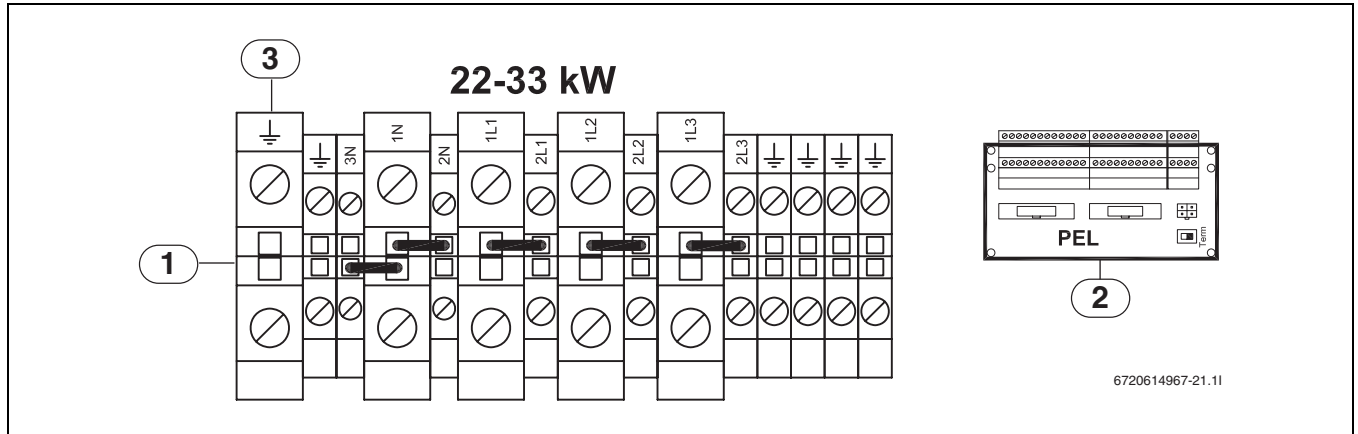 3
22-33 kW
3N
1N
2N
1L1
2L1
1L2
2L2
1L3
2L3
1
PEL
Term
2
6720614967-21.1I